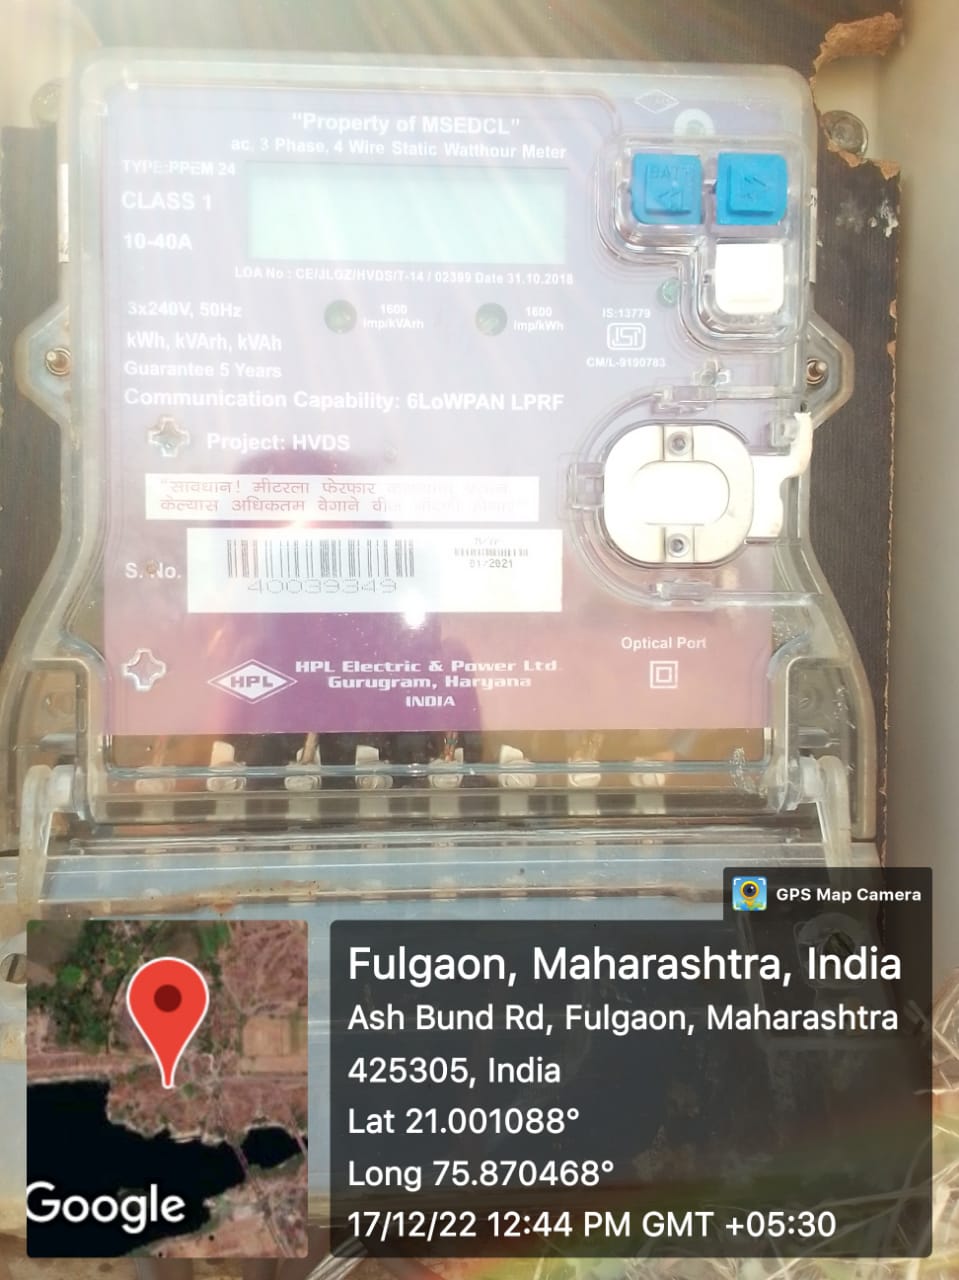 "Property of MSEDCL"
ac, 3 Phase, 4 Wire Static Watthour Meter
TYPE:PPEM 24
CLASS 1
10-40A
BATT
LOA No : CE/JLGZ/HVDS/T-14 / 02399 Date 31.10.2018
3x240V, 50Hz
1600
imp/kVArh
1600
imp/kWh
IS:13779
ISI
CM/L-9190783
kWh, kVArh, kVAh
Guarantee 5 Years
Communication Capability: 6LoWPAN LPRF
Project: HVDS
"सावधान! मीटरला फेरफार
केल्यास अधिकतम वेगाने वीज
S. No.
40039349
01/2021
Optical Port
HPL
HPL Electric & Power Ltd.
Gurugram, Haryana
INDIA
GPS Map Camera
Fulgaon, Maharashtra, India
Ash Bund Rd, Fulgaon, Maharashtra
425305, India
Lat 21.001088°
Long 75.870468°
17/12/22 12:44 PM GMT +05:30
Google